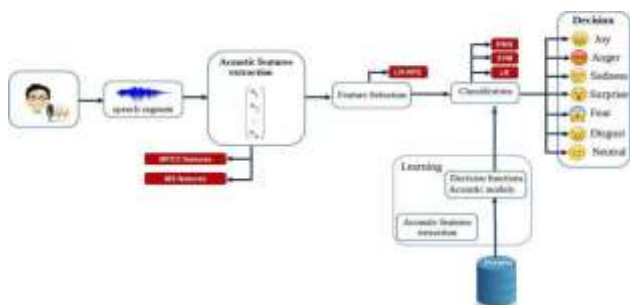 Decision
Joy
Anger
Sadness
Surprise
Fear
Disgust
Neutral
Acoustic features
extraction
speech segment
MFCC features
MS features
LR-RFE
Feature Selection
RNN
SVM
LR
Classification
Learning
Decision functions
Acoustic models
Acoustic features
extraction